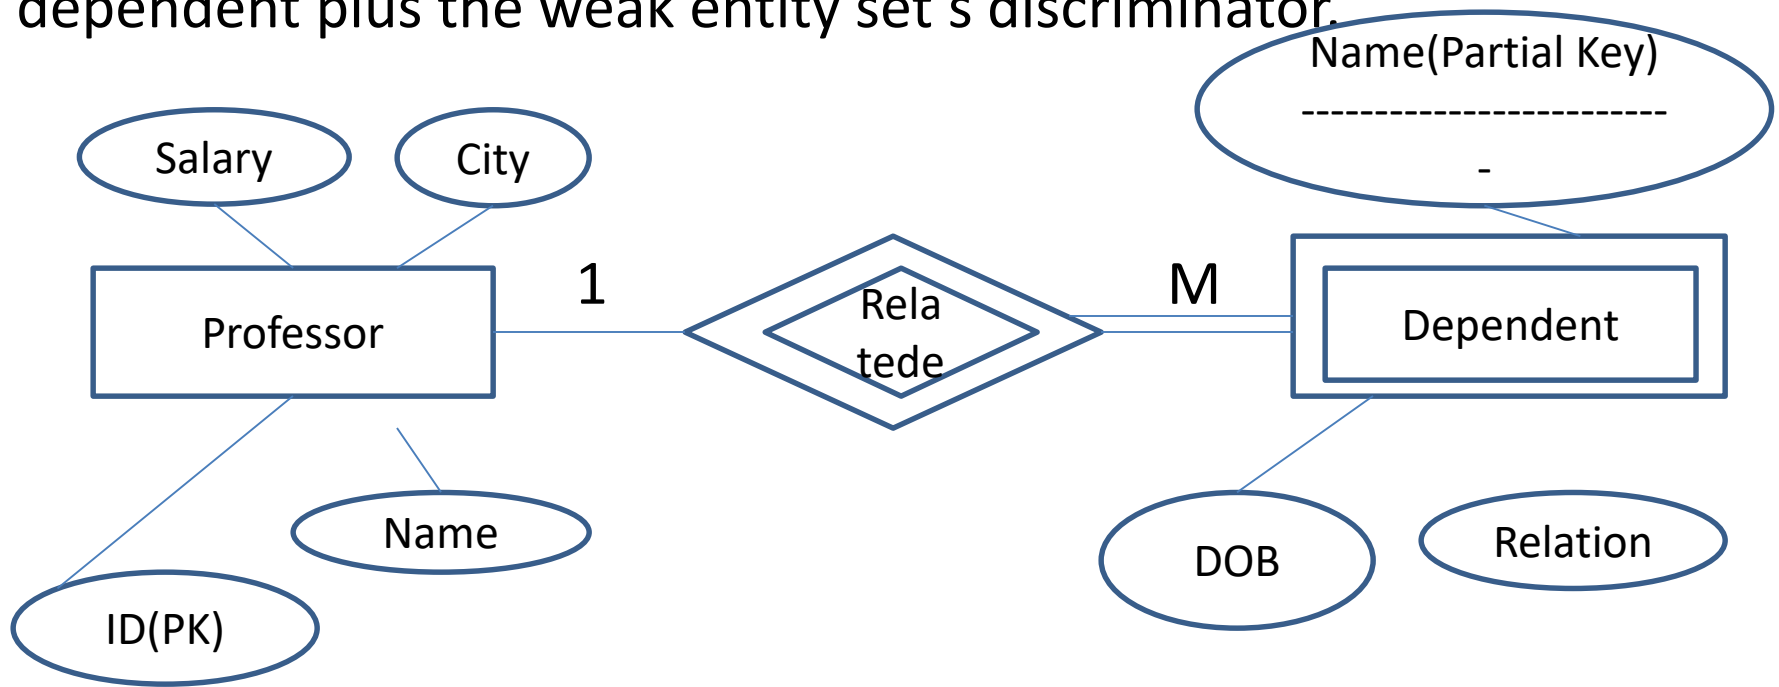 dependent plus the weak entity set's discriminator.
Name(Partial Key)
-------------------------
-
Salary
City
Professor
1
Rela
tede
M
Dependent
Name
ID(PK)
DOB
Relation